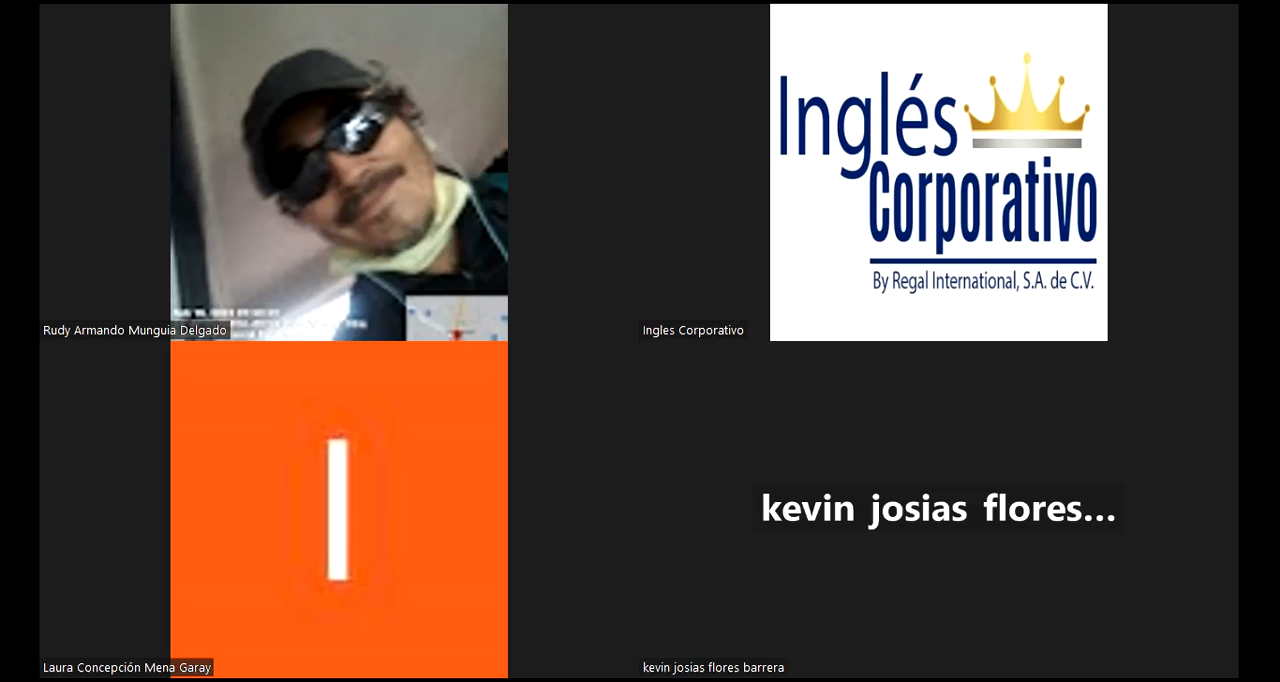 Rudy Armando Munguia Delgado
Inglés
Corporativo
By Regal International, S.A. de C.V.
Ingles Corporativo
I
Laura Concepción Mena Garay
kevin josias flores...
kevin josias flores barrera